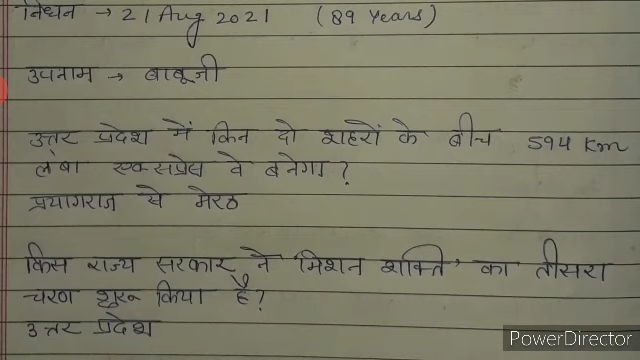 निधन → 21 Aug 2021 (89 Years)
उपनाम → बाबूजी
उत्तर प्रदेश में किन दो शहरों के बीच 594 Km
लंबा एक्सप्रेस वे बनेगा?
प्रयागराज से मेरठ
किस राज्य सरकार ने 'मिशन शक्ति' का तीसरा
चरण शुरू किया है?
उत्तर प्रदेश
PowerDirector